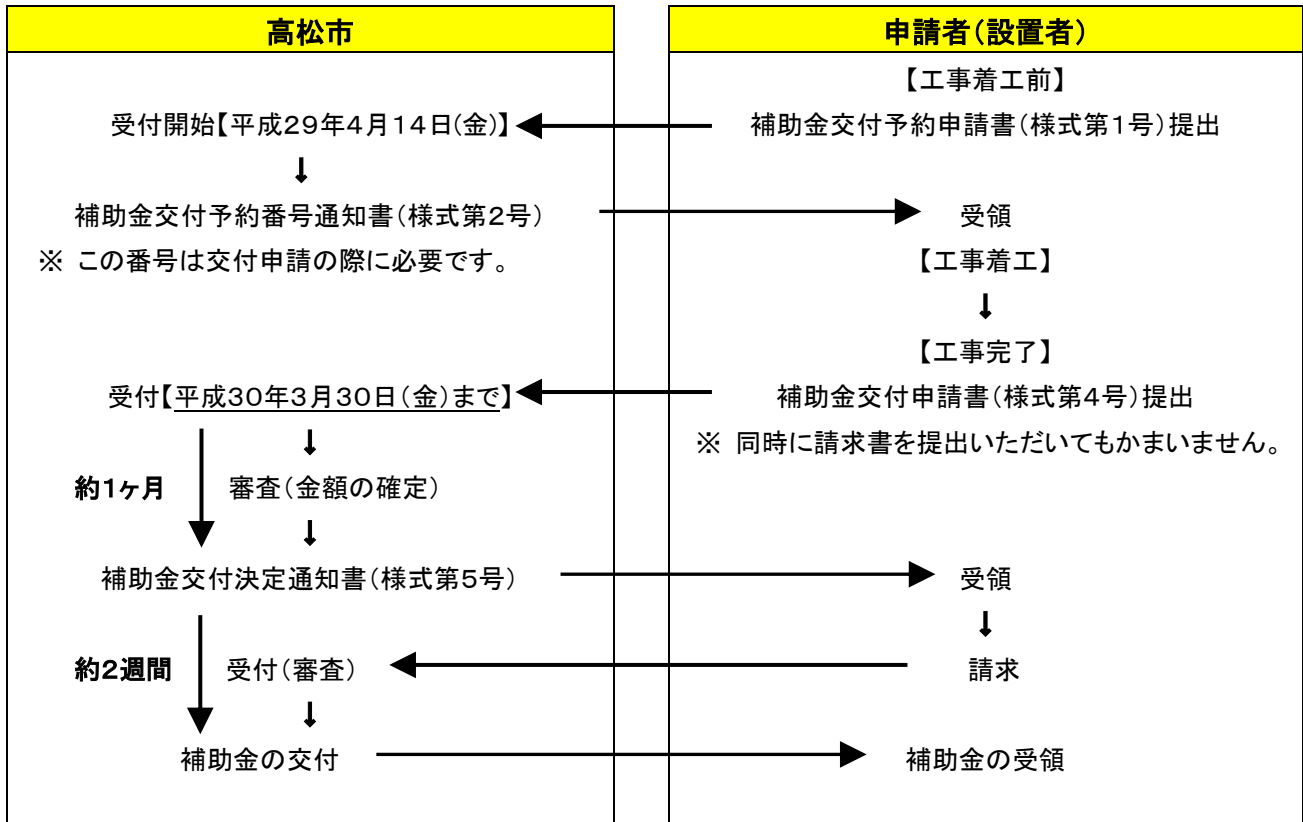 高松市
申請者(設置者)
【工事着工前】
受付開始【平成29年4月14日(金)】
補助金交付予約申請書(様式第1号)提出
↓
補助金交付予約番号通知書(様式第2号)
受領
※ この番号は交付申請の際に必要です。
【工事着工】
↓
【工事完了】
受付【平成30年3月30日(金)まで】
補助金交付申請書(様式第4号)提出
↓
※ 同時に請求書を提出いただいてもかまいません。
約1ヶ月
審査(金額の確定)
↓
補助金交付決定通知書(様式第5号)
受領
↓
約2週間
受付(審査)
請求
↓
補助金の交付
補助金の受領